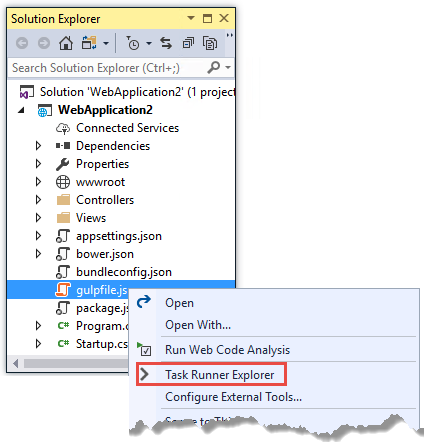 Solution Explorer
Search Solution Explorer (Ctrl+;)
Solution 'WebApplication2' (1 project
WebApplication2
Connected Services
Dependencies
Properties
wwwroot
Controllers
Views
appsettings.json
bower.json
bundleconfig.json
gulpfile.js
package.j
Program.c
Startup.cs
Open
Open With...
Run Web Code Analysis
Task Runner Explorer
Configure External Tools...